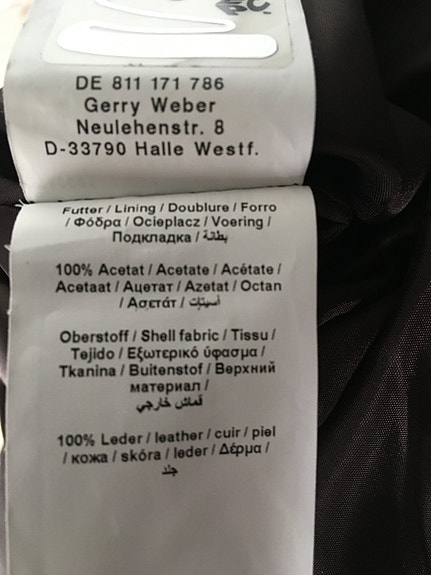 DE 811 171 786
Gerry Weber
Neulehenstr. 8
D-33790 Halle Westf.
Futter / Lining / Doublure / Forro
/ Φόδρα / Ocieplacz / Voering /
Подкладка / بطانة
100% Acetat / Acetate / Acétate /
Acetaat / Ацетат / Azetat / Octan
/ Ασετάτ / أسيتات
Oberstoff / Shell fabric / Tissu /
Tejido / Εξωτερικό ύφασμα /
Tkanina / Buitenstof / Верхний
материал /
قماش خارجي
100% Leder / leather / cuir / piel
/ кожа / skóra / leder / Δέρμα /
جلد